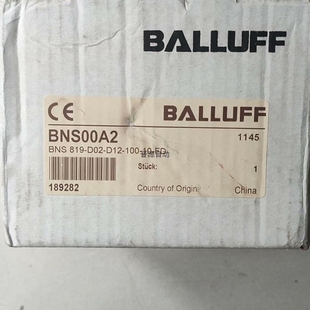 BALLUFF
CE BALLUFF
BNS00A2 1145
BNS 819-D02-D12-100-10-FD
Stück: 1
189282 Country of Origin: China